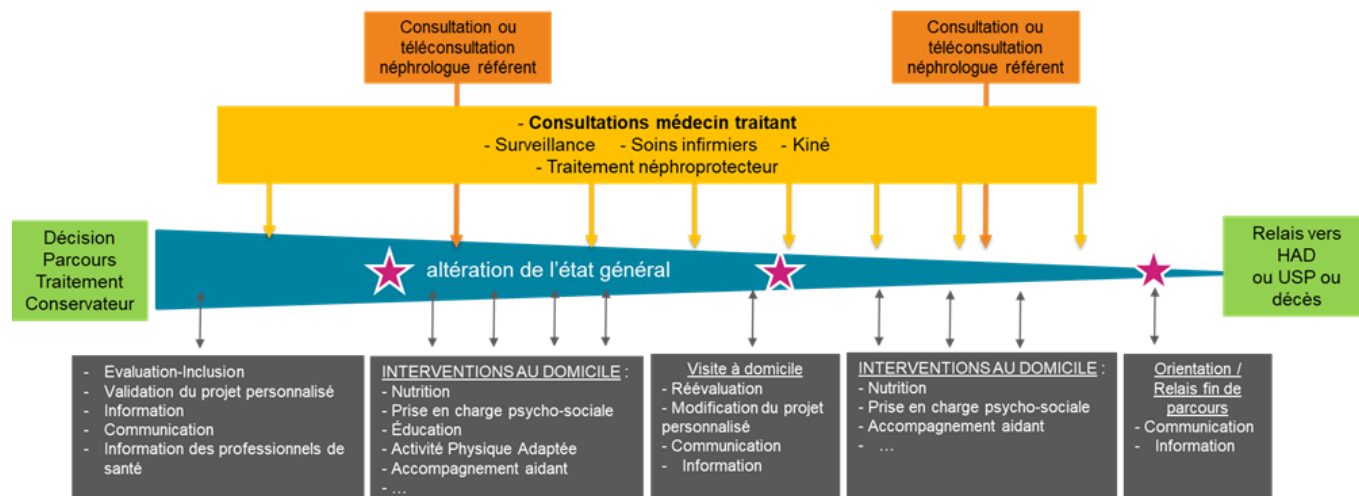 Consultation ou
téléconsultation
néphrologue référent
Consultation ou
téléconsultation
néphrologue référent
- Consultations médecin traitant
- Surveillance - Soins infirmiers - Kiné
- Traitement néphroprotecteur
Décision
Parcours
Traitement
Conservateur
altération de l'état général
Relais vers
HAD
ou USP ou
décès
- Evaluation-Inclusion
- Validation du projet personnalisé
- Information
- Communication
- Information des professionnels de
santé
INTERVENTIONS AU DOMICILE :
- Nutrition
- Prise en charge psycho-sociale
- Éducation
- Activité Physique Adaptée
- Accompagnement aidant
- ...
Visite à domicile
- Réévaluation
- Modification du projet
personnalisé
- Communication
- Information
INTERVENTIONS AU DOMICILE :
- Nutrition
- Prise en charge psycho-sociale
- Accompagnement aidant
- ...
Orientation /
Relais fin de
parcours
- Communication
- Information